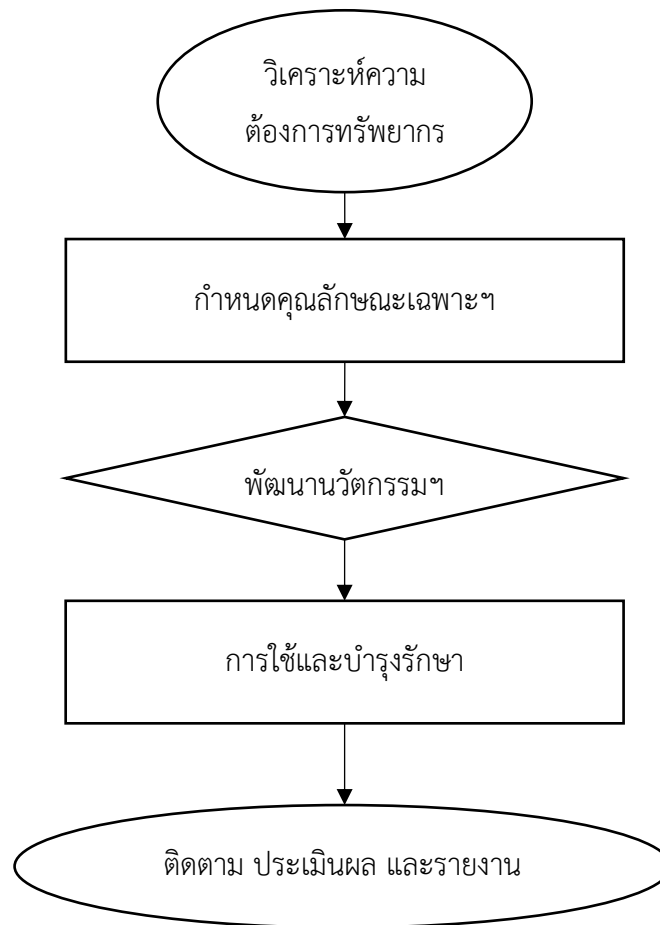 วิเคราะห์ความ
ต้องการทรัพยากร
กำหนดคุณลักษณะเฉพาะฯ
พัฒนานวัตกรรมฯ
การใช้และบำรุงรักษา
ติดตาม ประเมินผล และรายงาน